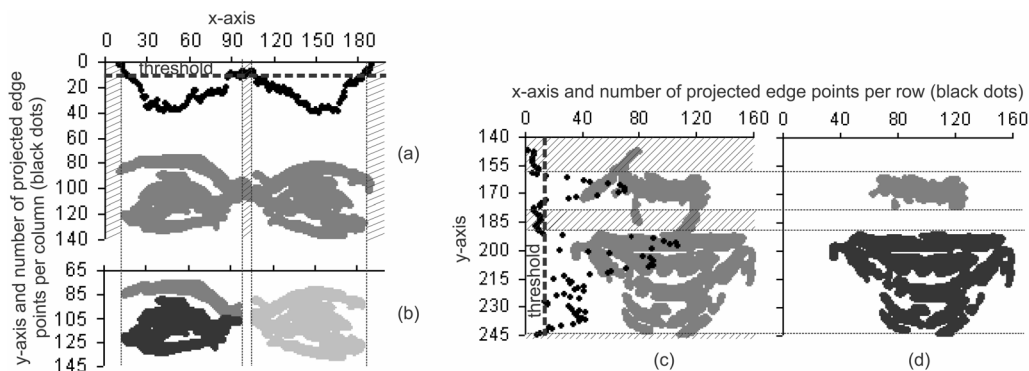 x-axis
0 30 60 90 120 150 180
0
20
40
60
80
100
120
140
threshold
(a)
y-axis and number of projected edge
points per column (black dots)
65
85
105
125
145
(b)
x-axis and number of projected edge points per row (black dots)
0 40 80 120 160
140
155
170
185
200
215
230
245
y-axis
threshold
(c)
40 80 120 160
(d)